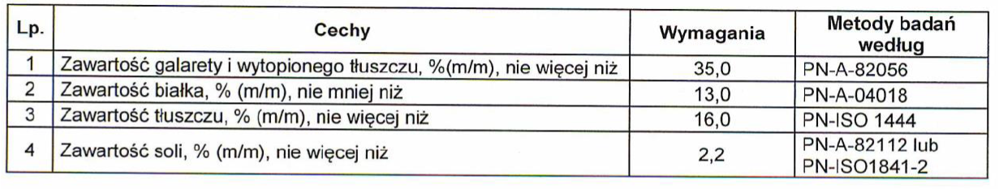 Lp. Cechy Wymagania Metody badań według
1 Zawartość galarety i wytopionego tłuszczu, %(m/m), nie więcej niż 35,0 PN-A-82056
2 Zawartość białka, % (m/m), nie mniej niż 13,0 PN-A-04018
3 Zawartość tłuszczu, % (m/m), nie więcej niż 16,0 PN-ISO 1444
4 Zawartość soli, % (m/m), nie więcej niż 2,2 PN-A-82112 lub
PN-ISO1841-2